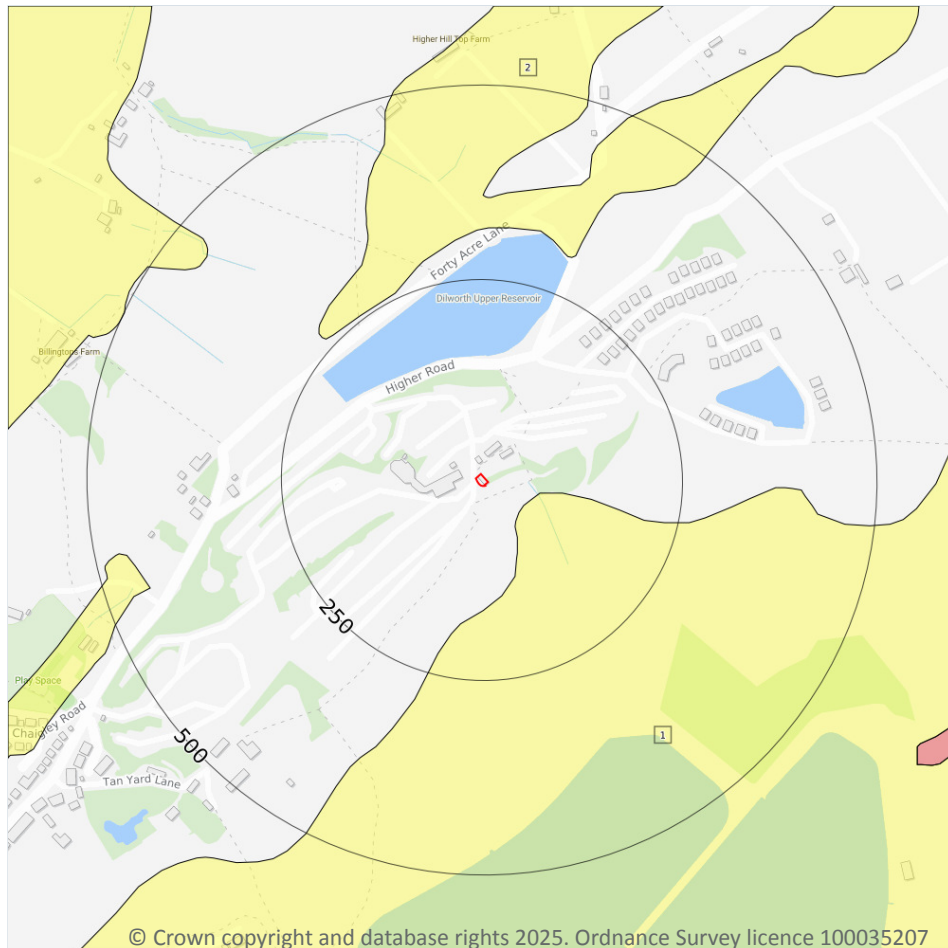 Higher Hill Top Farm
2
Forty Acre Lane
Dilworth Upper Reservoir
Billingtons Farm
Higher Road
250
Play Space
Chaigley Road
1
500
Tan Yard Lane
© Crown copyright and database rights 2025. Ordnance Survey licence 100035207